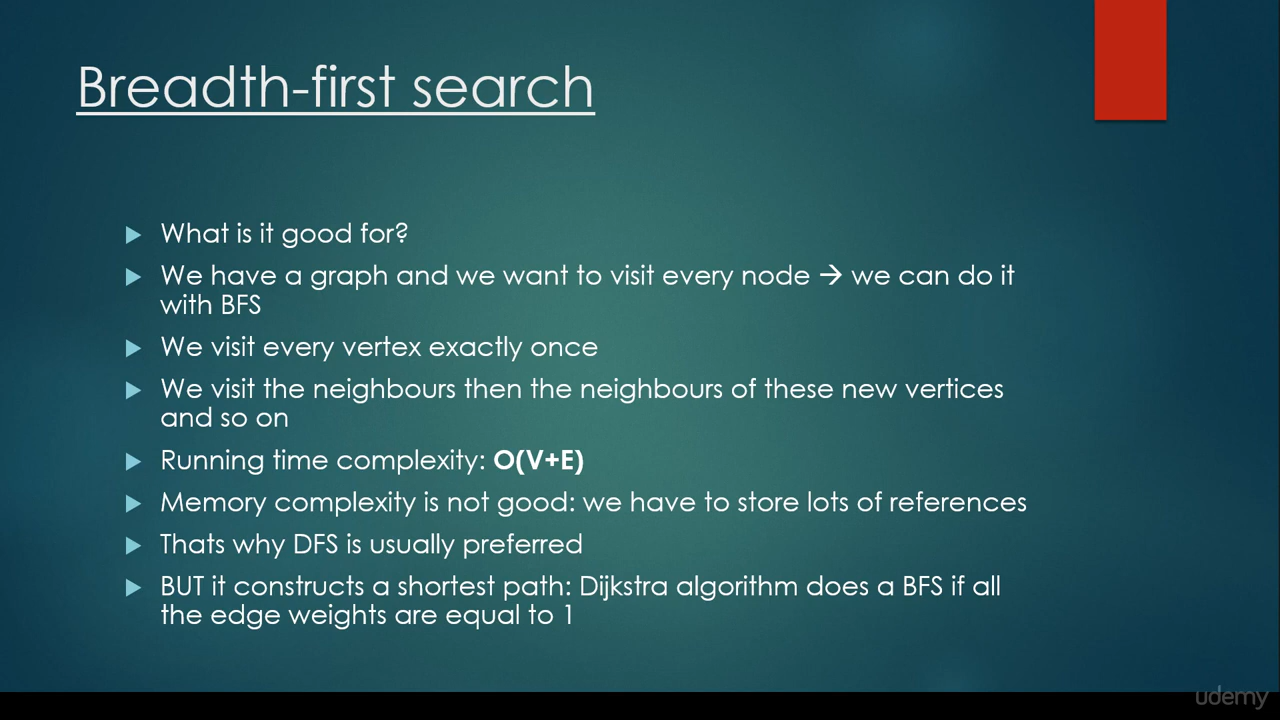 Breadth-first search
What is it good for?
We have a graph and we want to visit every node → we can do it
with BFS
We visit every vertex exactly once
We visit the neighbours then the neighbours of these new vertices
and so on
Running time complexity: O(V+E)
Memory complexity is not good: we have to store lots of references
Thats why DFS is usually preferred
BUT it constructs a shortest path: Dijkstra algorithm does a BFS if all
the edge weights are equal to 1
udemy